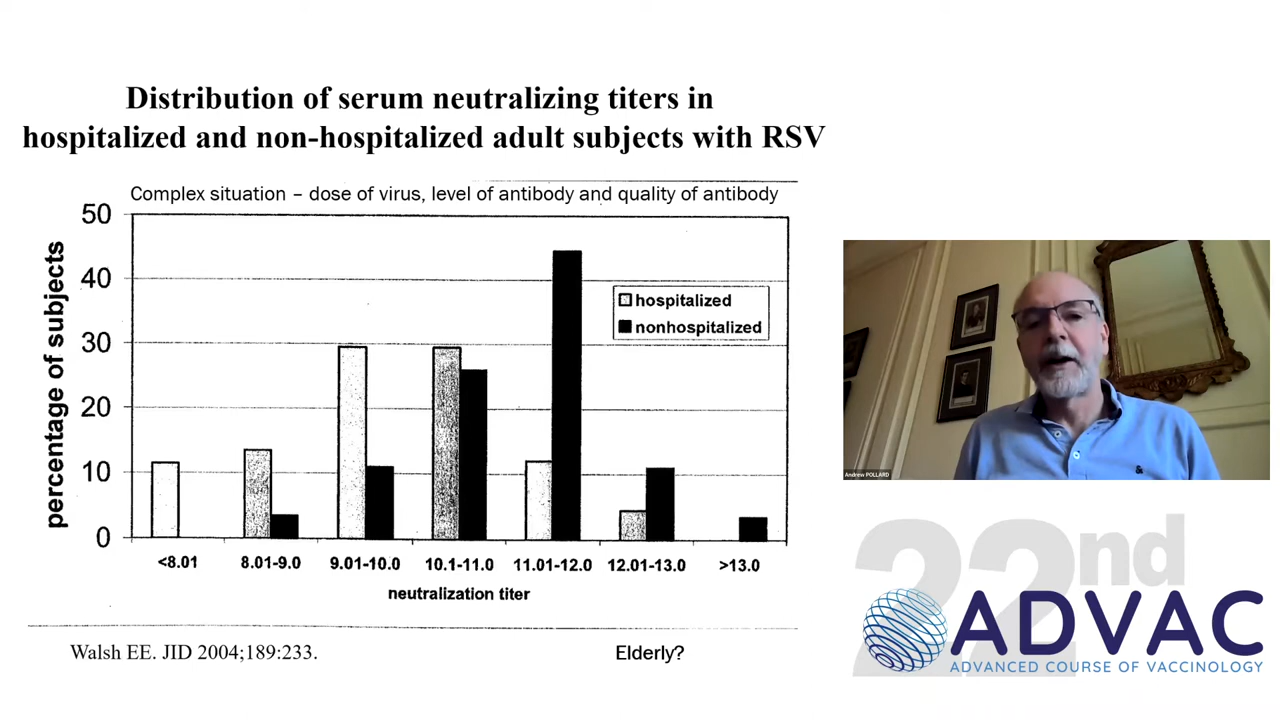 Distribution of serum neutralizing titers in
hospitalized and non-hospitalized adult subjects with RSV
Complex situation – dose of virus, level of antibody and quality of antibody
50
40
30
20
10
0
percentage of subjects
hospitalized
nonhospitalized
<8.01
8.01-9.0
9.01-10.0
10.1-11.0
11.01-12.0
12.01-13.0
>13.0
neutralization titer
Walsh EE. JID 2004;189:233.
Elderly?
Andrew POLLARD
&
22nd
ADVAC
ADVANCED COURSE OF VACCINOLOGY